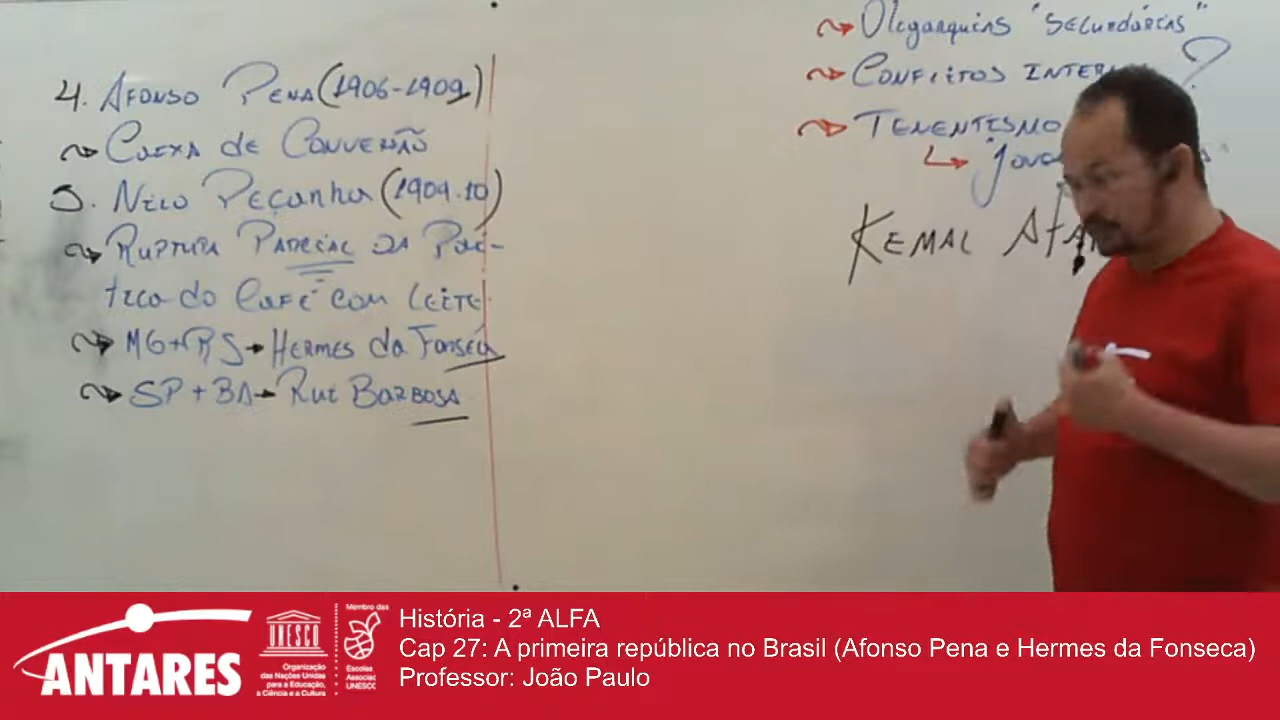 4. AFONSO PENA (1906-1909)
CAIXA de CONVERSÃO
5. NILO PEÇANHA (1909-10)
RUPTURA PARCIAL DA POLÍ-
TICA do CAFÉ COM LEITE.
MG+RS→HERMES da FONSECA
SP+BA→RUI BARBOSA
OLIGARQUIAS "SECUNDÁRIAS"
CONFLITOS INTER ?
TENENTISMO
KEMAL ATA
ANTARES
UNESCO
Organização
das Nações Unidas
para a Educação,
a Ciência e a Cultura
Membro das
Escolas
Associad
UNESCO
História - 2ª ALFA
Cap 27: A primeira república no Brasil (Afonso Pena e Hermes da Fonseca)
Professor: João Paulo